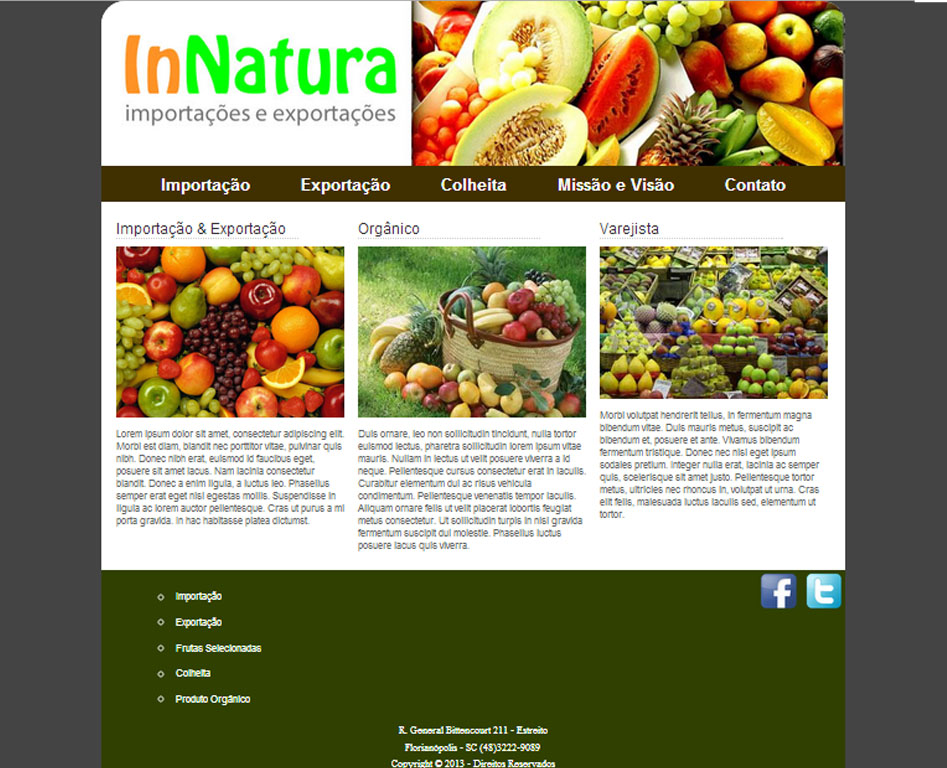 InNatura
importações e exportações
Importação Exportação Colheita Missão e Visão Contato
Importação & Exportação
Lorem ipsum dolor sit amet, consectetur adipiscing elit.
Morbi est diam, blandit nec porttitor vitae, pulvinar quis
nibh. Donec nibh erat, euismod id faucibus eget,
posuere sit amet lacus. Nam lacinia consectetur
blandit. Donec a enim ligula, a luctus leo. Phasellus
semper erat eget nisl egestas mollis. Suspendisse in
ligula ac lorem auctor pellentesque. Cras ut purus a mi
porta gravida. In hac habitasse platea dictumst.
Orgânico
Duis ornare, leo non sollicitudin tincidunt, nulla tortor
euismod lectus, pharetra sollicitudin lorem ipsum vitae
mauris. Nullam in lectus ut velit posuere viverra a id
neque. Pellentesque cursus consectetur erat in iaculis.
Curabitur elementum dui ac risus vehicula
condimentum. Pellentesque venenatis tempor iaculis.
Aliquam ornare felis ut velit placerat lobortis feugiat
metus consectetur. Ut sollicitudin turpis in nisl gravida
fermentum suscipit dui molestie. Phasellus luctus
posuere lacus quis viverra.
Varejista
Morbi volutpat hendrerit tellus, in fermentum magna
bibendum vitae. Duis mauris metus, suscipit ac
bibendum et, posuere et ante. Vivamus bibendum
fermentum tristique. Donec nec nisl eget ipsum
sodales pretium. Integer nulla erat, lacinia ac semper
quis, scelerisque sit amet justo. Pellentesque tortor
metus, ultricies nec rhoncus in, volutpat ut urna. Cras
elit felis, malesuada luctus iaculis sed, elementum ut
tortor.
f t
Importação
Exportação
Frutas Selecionadas
Colheita
Produto Orgânico
R. General Bittencourt 211 - Estreito
Florianópolis - SC (48)3222-9089
Copyright © 2013 - Direitos Reservados